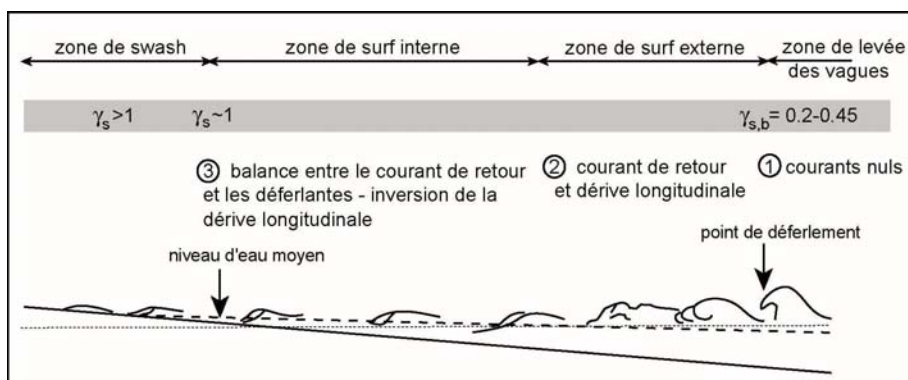 zone de swash
zone de surf interne
zone de surf externe
zone de levée
des vagues
γs>1
γs~1
γs,b= 0.2-0.45
③ balance entre le courant de retour
et les déferlantes - inversion de la
dérive longitudinale
② courant de retour
et dérive longitudinale
① courants nuls
niveau d'eau moyen
point de déferlement